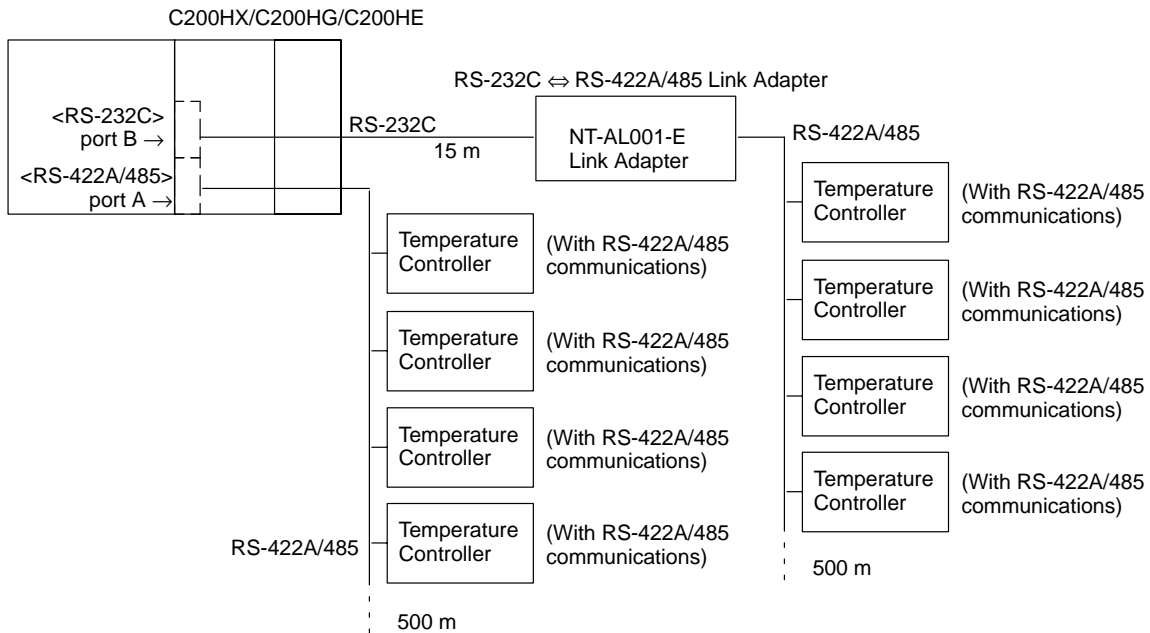 C200HX/C200HG/C200HE
RS-232C ⇔ RS-422A/485 Link Adapter
<RS-232C>
port B →
RS-232C
15 m
NT-AL001-E
Link Adapter
RS-422A/485
<RS-422A/485>
port A →
Temperature
Controller
(With RS-422A/485
communications)
Temperature
Controller
(With RS-422A/485
communications)
Temperature
Controller
(With RS-422A/485
communications)
Temperature
Controller
(With RS-422A/485
communications)
RS-422A/485
500 m
Temperature
Controller
(With RS-422A/485
communications)
Temperature
Controller
(With RS-422A/485
communications)
Temperature
Controller
(With RS-422A/485
communications)
Temperature
Controller
(With RS-422A/485
communications)
500 m